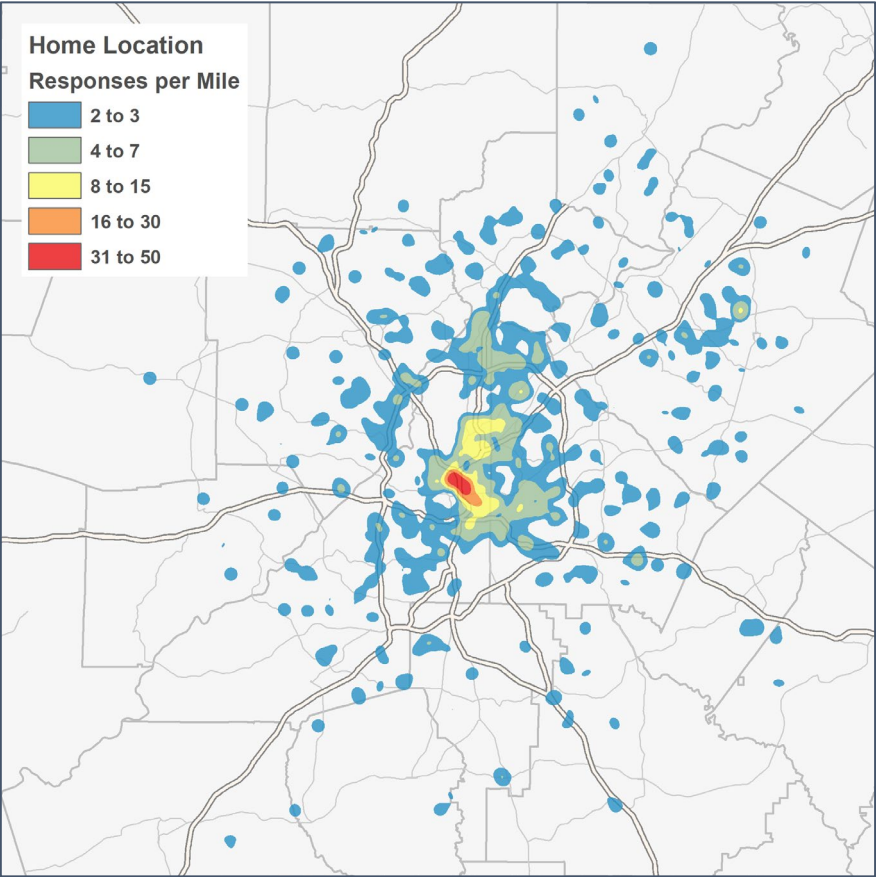 Home Location
Responses per Mile
2 to 3
4 to 7
8 to 15
16 to 30
31 to 50